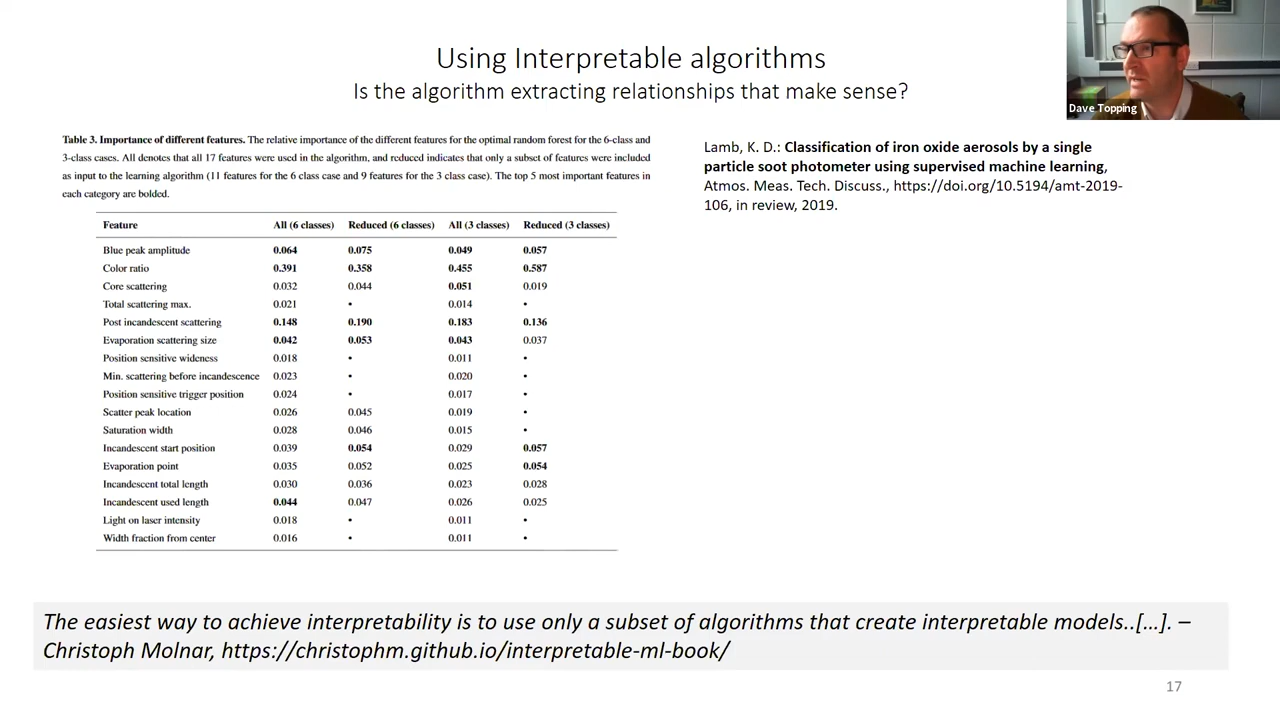 Using Interpretable algorithms
Is the algorithm extracting relationships that make sense?
Dave Topping
Table 3. Importance of different features. The relative importance of the different features for the optimal random forest for the 6-class and
3-class cases. All denotes that all 17 features were used in the algorithm, and reduced indicates that only a subset of features were included
as input to the learning algorithm (11 features for the 6 class case and 9 features for the 3 class case). The top 5 most important features in
each category are bolded.
Feature All (6 classes) Reduced (6 classes) All (3 classes) Reduced (3 classes)
Blue peak amplitude 0.064 0.075 0.049 0.057
Color ratio 0.391 0.358 0.455 0.587
Core scattering 0.032 0.044 0.051 0.019
Total scattering max. 0.021 • 0.014 •
Post incandescent scattering 0.148 0.190 0.183 0.136
Evaporation scattering size 0.042 0.053 0.043 0.037
Position sensitive wideness 0.018 • 0.011 •
Min. scattering before incandescence 0.023 • 0.020 •
Position sensitive trigger position 0.024 • 0.017 •
Scatter peak location 0.026 0.045 0.019 •
Saturation width 0.028 0.046 0.015 •
Incandescent start position 0.039 0.054 0.029 0.057
Evaporation point 0.035 0.052 0.025 0.054
Incandescent total length 0.030 0.036 0.023 0.028
Incandescent used length 0.044 0.047 0.026 0.025
Light on laser intensity 0.018 • 0.011 •
Width fraction from center 0.016 • 0.011 •
Lamb, K. D.: Classification of iron oxide aerosols by a single
particle soot photometer using supervised machine learning,
Atmos. Meas. Tech. Discuss., https://doi.org/10.5194/amt-2019-
106, in review, 2019.
The easiest way to achieve interpretability is to use only a subset of algorithms that create interpretable models..[…]. –
Christoph Molnar, https://christophm.github.io/interpretable-ml-book/
17